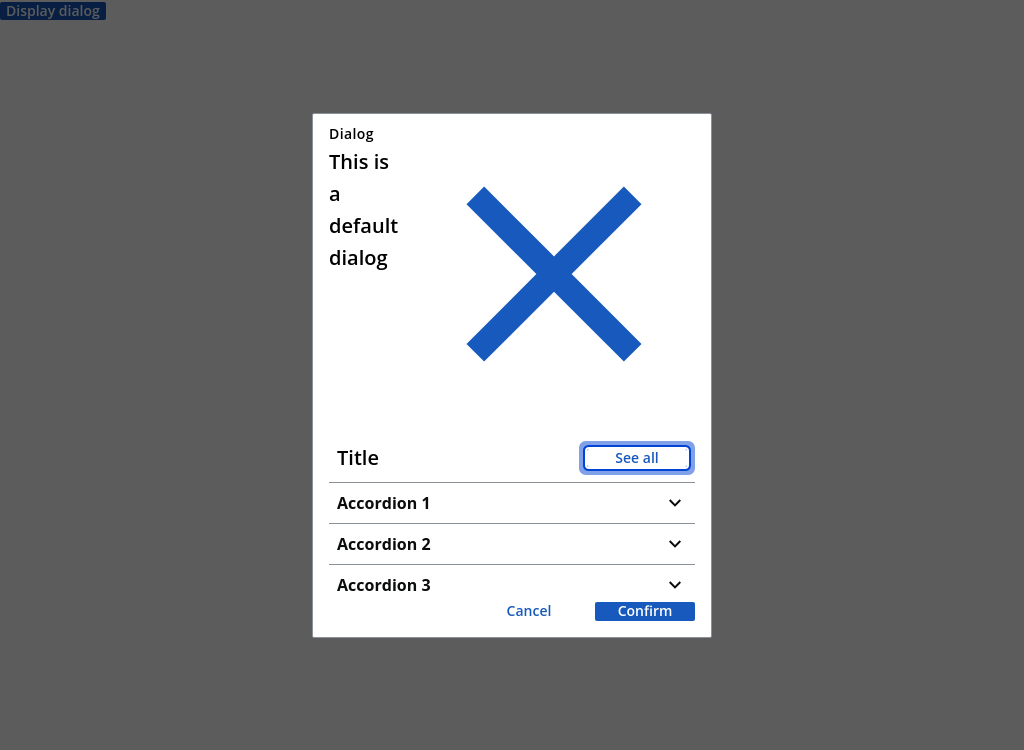 Display dialog
Dialog
This is
a
default
dialog
Title
See all
Accordion 1
Accordion 2
Accordion 3
Cancel
Confirm